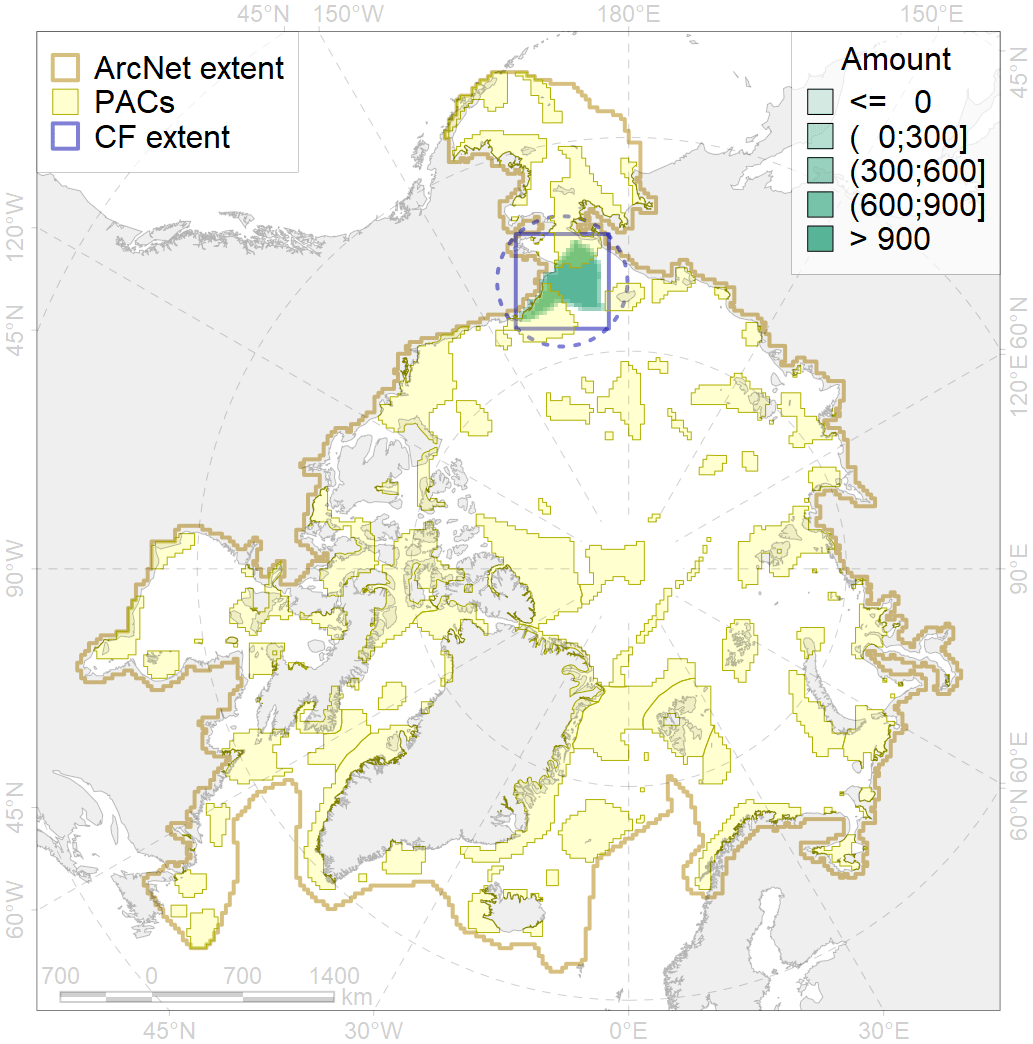 45°N 150°W 180°E 150°E
ArcNet extent
PACs
CF extent
Amount
<= 0
( 0;300]
(300;600]
(600;900]
> 900
45°N
120°W
60°N
45°N
120°E
90°W
90°E
60°E
45°N
60°N
60°W
700 0 700 1400
km
45°N 30°W 0°E 30°E